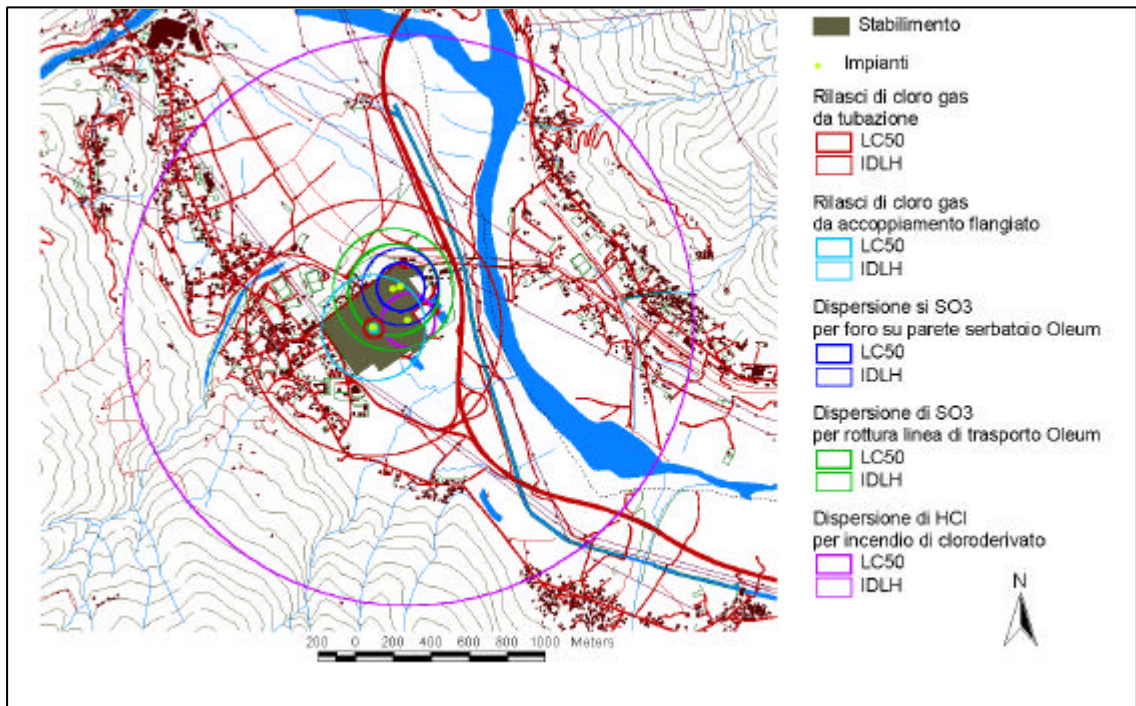 Stabilimento
Impianti
Rilasci di cloro gas
da tubazione
LC50
IDLH
Rilasci di cloro gas
da accoppiamento flangiato
LC50
IDLH
Dispersione si SO3
per foro su parete serbatoio Oleum
LC50
IDLH
Dispersione di SO3
per rottura linea di trasporto Oleum
LC50
IDLH
Dispersione di HCl
per incendio di cloroderivato
LC50
IDLH
N
200 0 200 400 600 800 1000 Meters